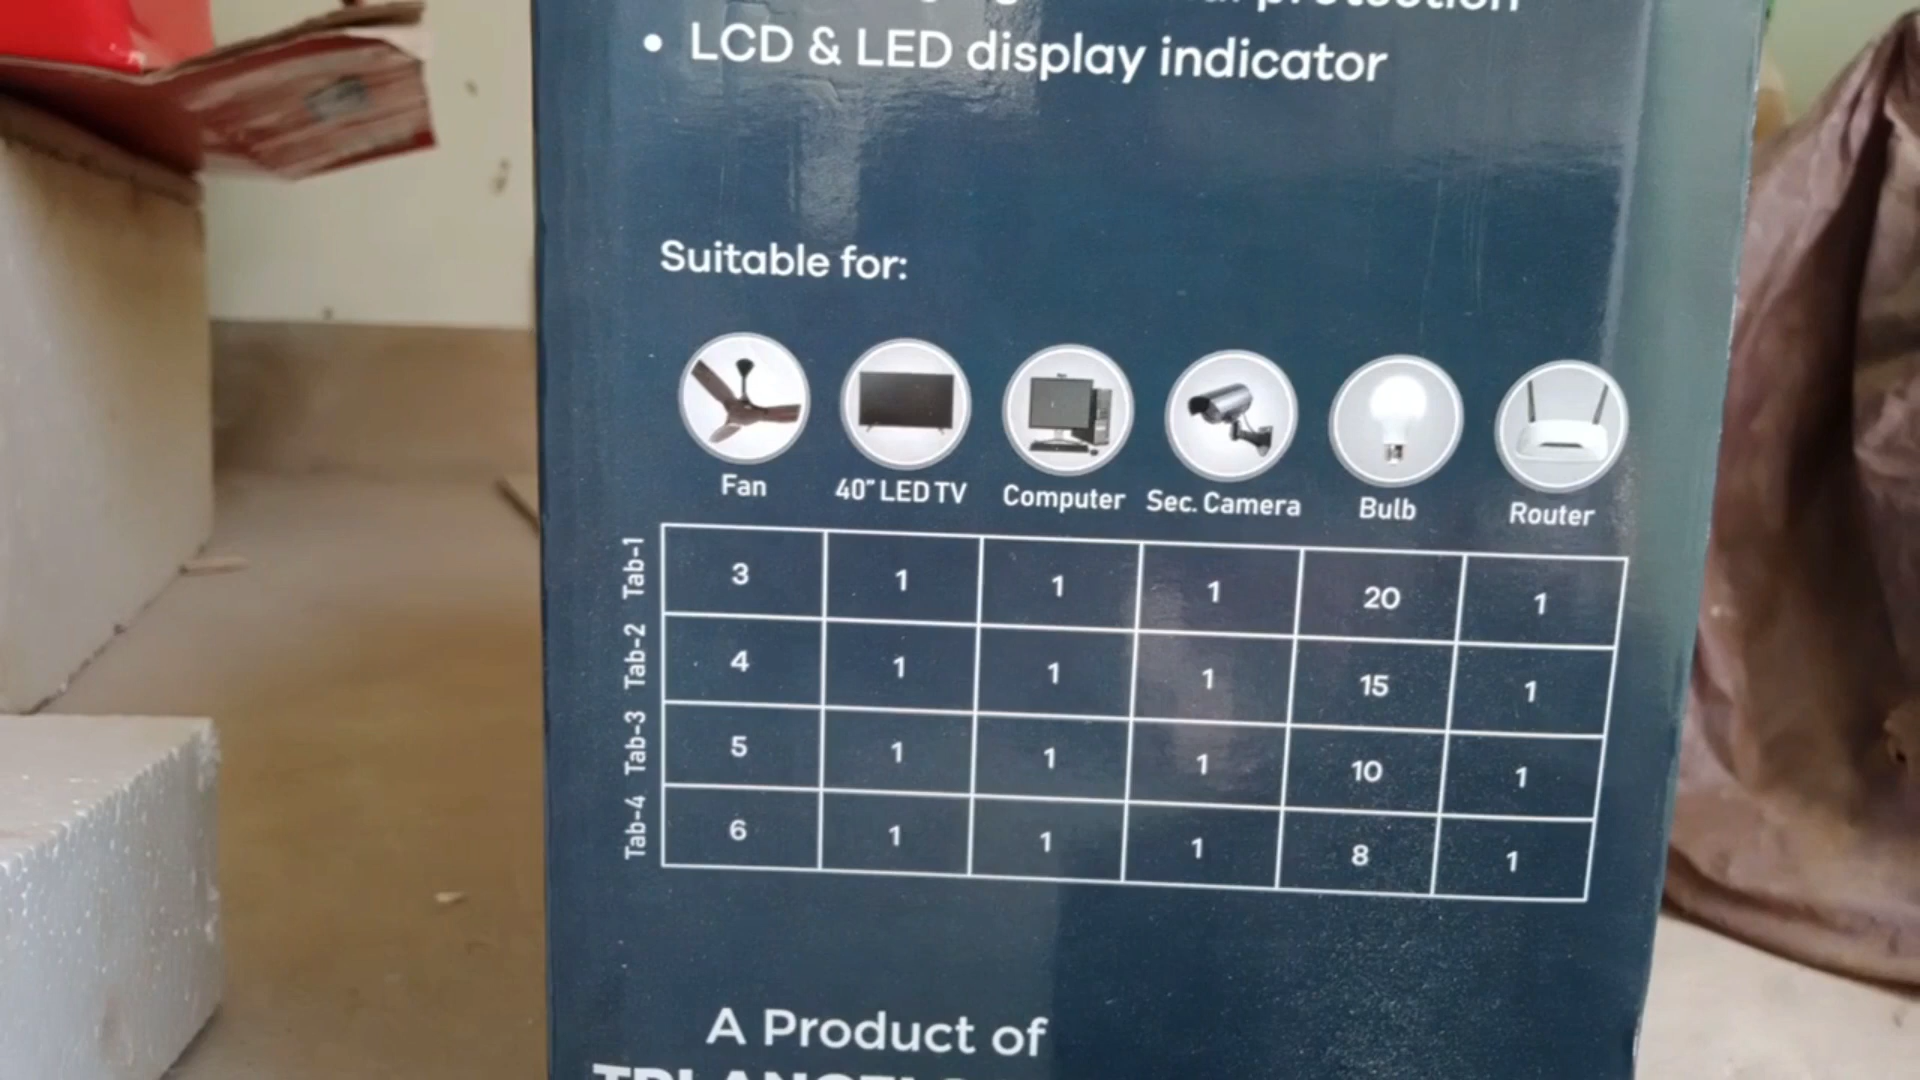 protection
• LCD & LED display indicator
Suitable for:
Fan 40" LED TV Computer Sec. Camera Bulb Router
Tab-1 3 1 1 1 20 1
Tab-2 4 1 1 1 15 1
Tab-3 5 1 1 1 10 1
Tab-4 6 1 1 1 8 1
A Product of